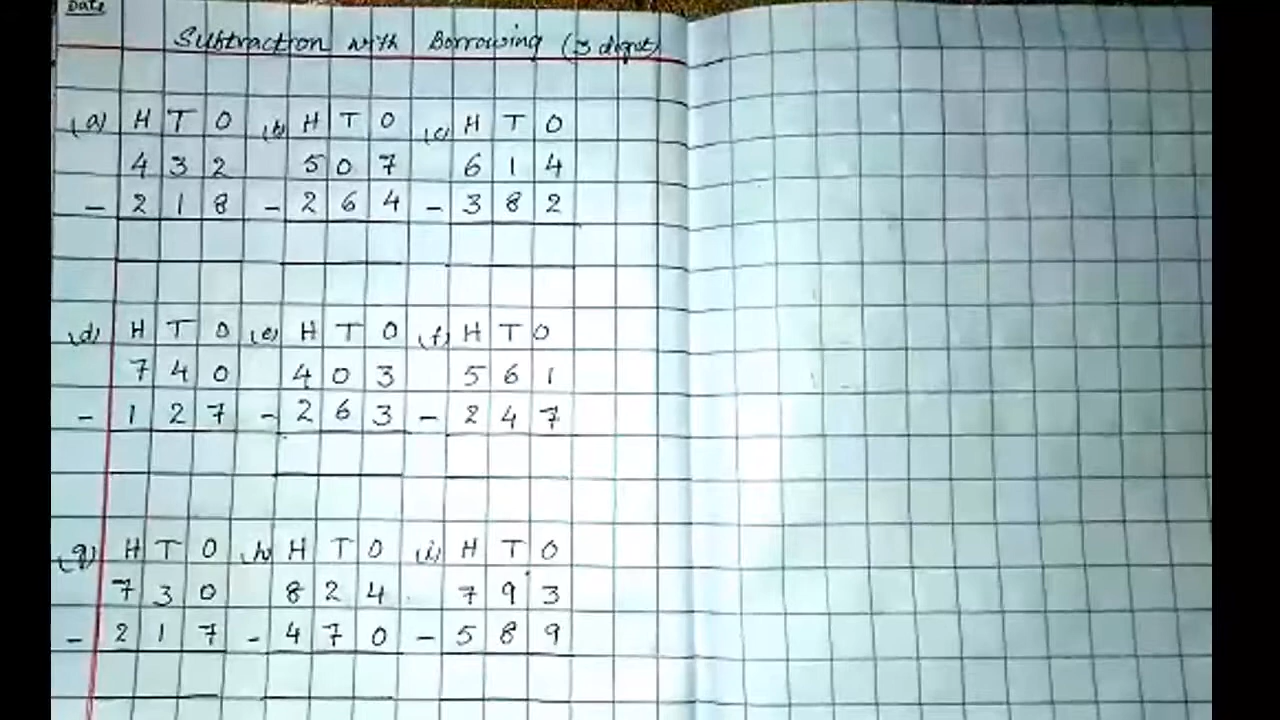 Date
Subtraction with Borrowing (3 digit)
(a) H T O (b) H T O (c) H T O
4 3 2 5 0 7 6 1 4
- 2 1 8 - 2 6 4 - 3 8 2
(d) H T O (e) H T O (f) H T O
7 4 0 4 0 3 5 6 1
- 1 2 7 - 2 6 3 - 2 4 7
(g) H T O (h) H T O (i) H T O
7 3 0 8 2 4 7 9 3
- 2 1 7 - 4 7 0 - 5 8 9